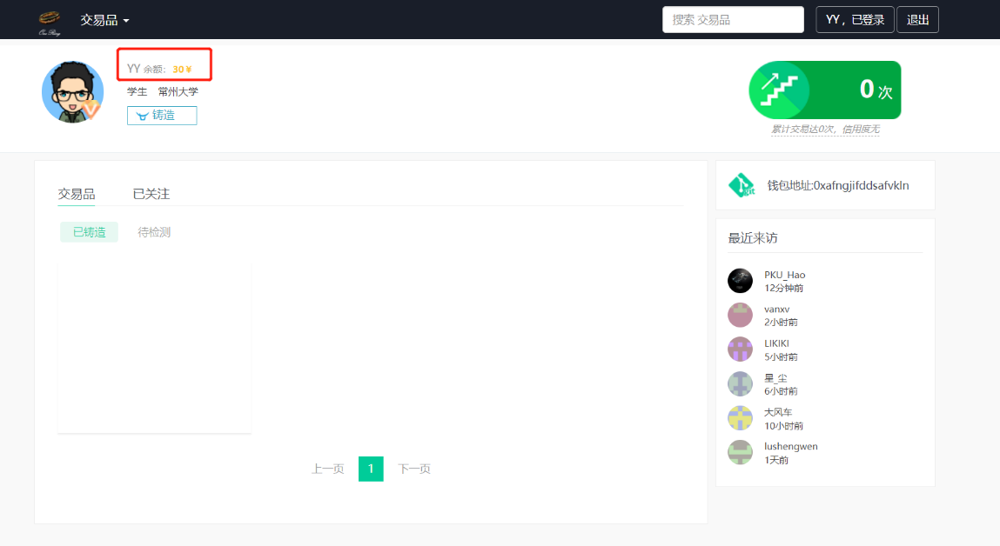 One Ring
交易品
搜索 交易品
YY , 已登录
退出
YY 余额: 30 ¥
学生 常州大学
铸造
0 次
累计交易达0次，信用度无
交易品 已关注
已铸造 待检测
上一页 1 下一页
git
钱包地址:0xafngjifddsafvkln
最近来访
PKU_Hao
12分钟前
vanxv
2小时前
LIKIKI
5小时前
星_尘
6小时前
大风车
10小时前
lushengwen
1天前